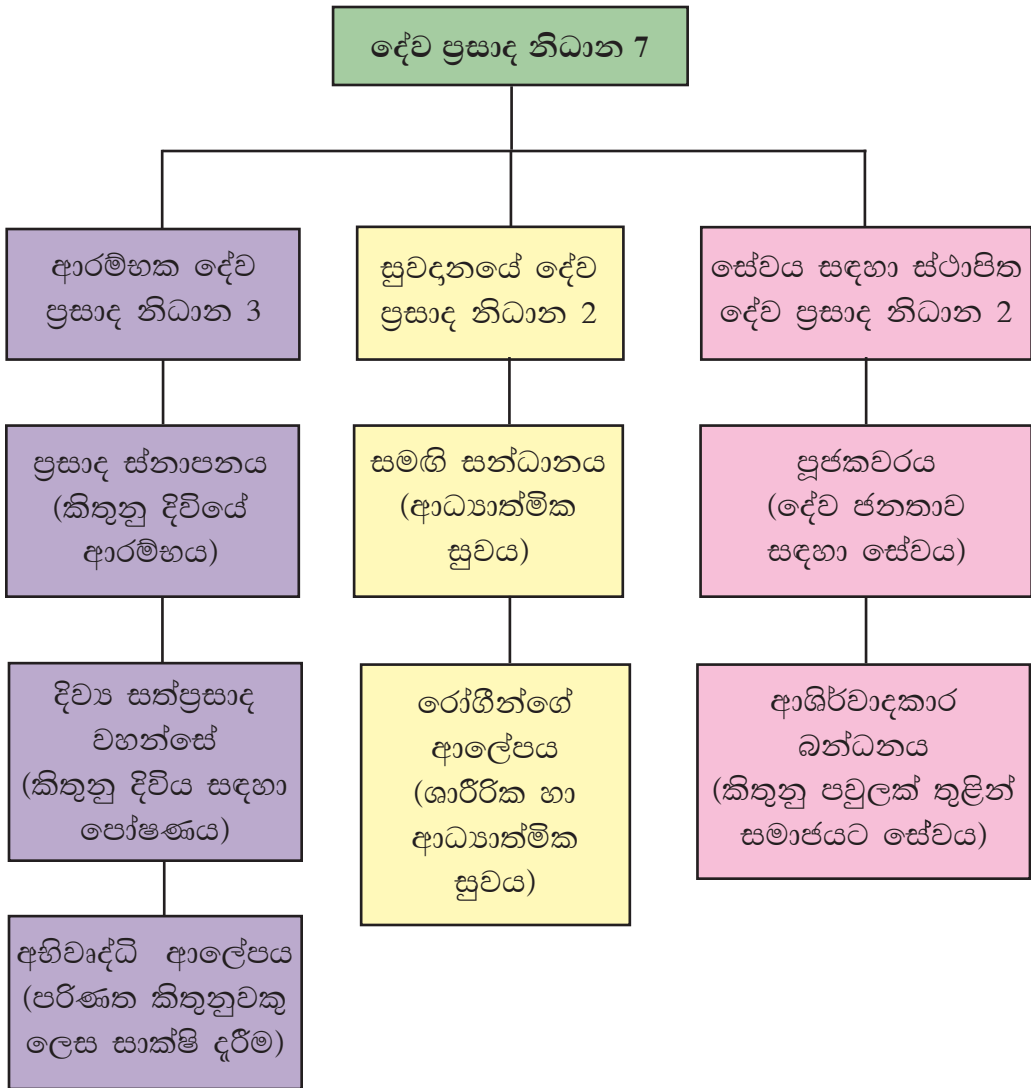 දේව ප්‍රසාද නිධාන 7
ආරම්භක දේව
ප්‍රසාද නිධාන 3
ප්‍රසාද ස්නාපනය
(කිතුනු දිවියේ
ආරම්භය)
දිව්‍ය සත්ප්‍රසාද
වහන්සේ
(කිතුනු දිවිය සඳහා
පෝෂණය)
අභිවෘද්ධි ආලේපය
(පරිණත කිතුනුවකු
ලෙස සාක්ෂි දැරීම)
සුවදානයේ දේව
ප්‍රසාද නිධාන 2
සමඟි සන්ධානය
(ආධ්‍යාත්මික
සුවය)
රෝගීන්ගේ
ආලේපය
(ශාරීරික හා
ආධ්‍යාත්මික
සුවය)
සේවය සඳහා ස්ථාපිත
දේව ප්‍රසාද නිධාන 2
පූජකවරය
(දේව ජනතාව
සඳහා සේවය)
ආශිර්වාදකාර
බන්ධනය
(කිතුනු පවුලක් තුළින්
සමාජයට සේවය)